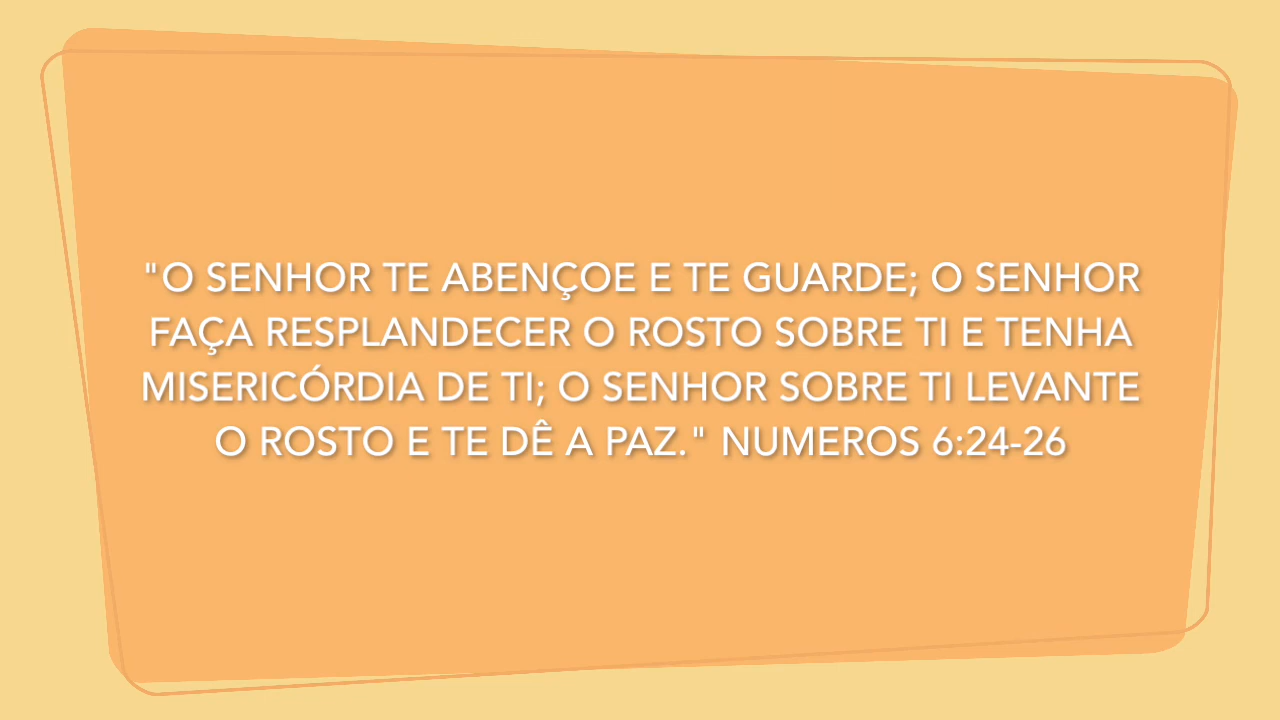 "O SENHOR TE ABENÇOE E TE GUARDE; O SENHOR
FAÇA RESPLANDECER O ROSTO SOBRE TI E TENHA
MISERICÓRDIA DE TI; O SENHOR SOBRE TI LEVANTE
O ROSTO E TE DÊ A PAZ." NUMEROS 6:24-26